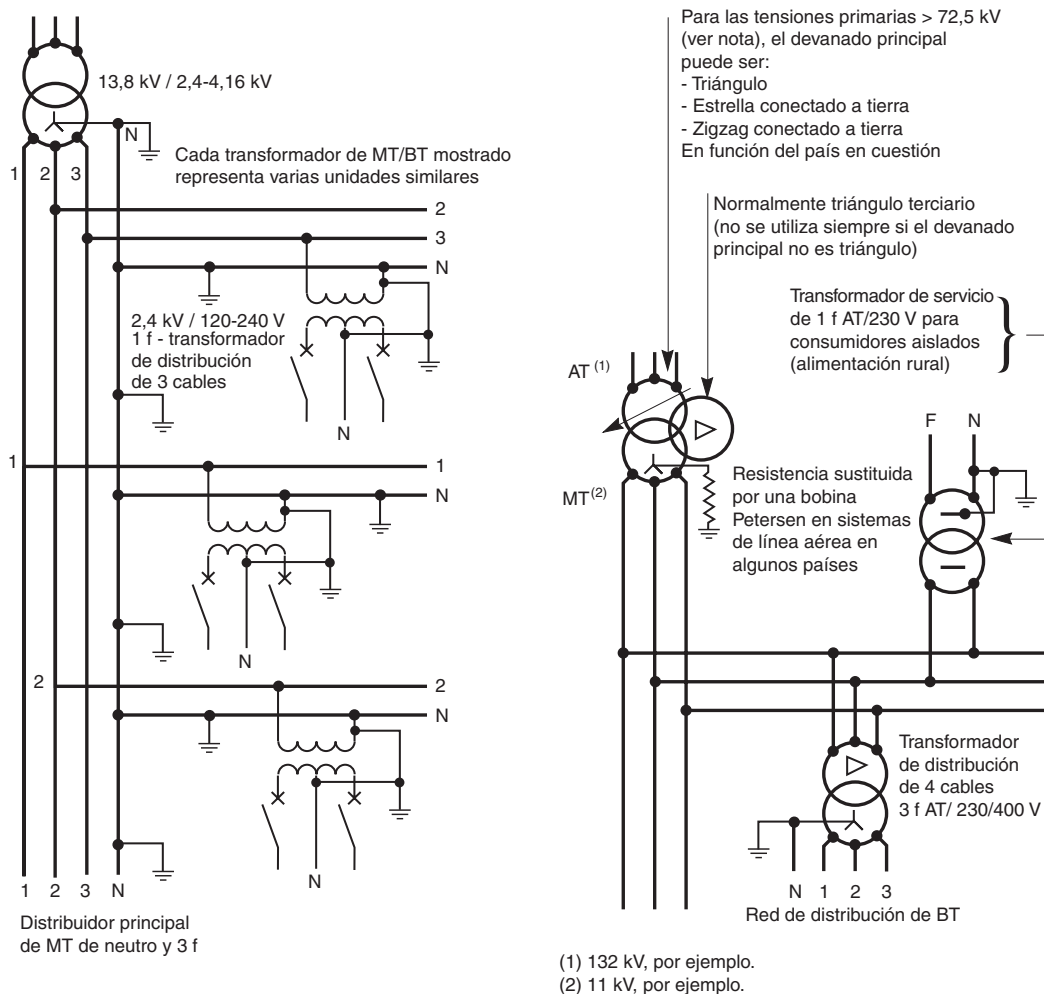 13,8 kV / 2,4-4,16 kV
N
1
2
3
Cada transformador de MT/BT mostrado
representa varias unidades similares
2
3
N
2,4 kV / 120-240 V
1 f - transformador
de distribución
de 3 cables
N
1
1
N
N
2
2
N
N
1
2
3
N
Distribuidor principal
de MT de neutro y 3 f
Para las tensiones primarias > 72,5 kV
(ver nota), el devanado principal
puede ser:
- Triángulo
- Estrella conectado a tierra
- Zigzag conectado a tierra
En función del país en cuestión
Normalmente triángulo terciario
(no se utiliza siempre si el devanado
principal no es triángulo)
Transformador de servicio
de 1 f AT/230 V para
consumidores aislados
(alimentación rural)
AT (1)
F
N
MT(2)
Resistencia sustituida
por una bobina
Petersen en sistemas
de línea aérea en
algunos países
Transformador
de distribución
de 4 cables
3 f AT/ 230/400 V
N
1
2
3
Red de distribución de BT
(1) 132 kV, por ejemplo.
(2) 11 kV, por ejemplo.